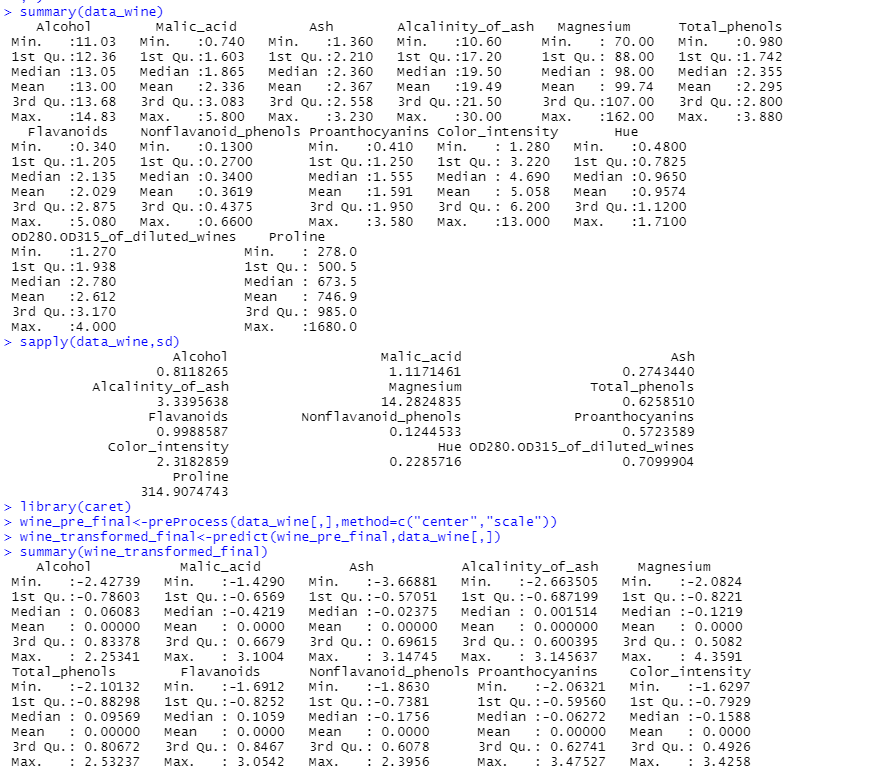 > summary(data_wine)
    Alcohol        Malic_acid         Ash        Alcalinity_of_ash   Magnesium      Total_phenols
 Min.   :11.03   Min.   :0.740   Min.   :1.360   Min.   :10.60     Min.   : 70.00   Min.   :0.980
 1st Qu.:12.36   1st Qu.:1.603   1st Qu.:2.210   1st Qu.:17.20     1st Qu.: 88.00   1st Qu.:1.742
 Median :13.05   Median :1.865   Median :2.360   Median :19.50     Median : 98.00   Median :2.355
 Mean   :13.00   Mean   :2.336   Mean   :2.367   Mean   :19.49     Mean   : 99.74   Mean   :2.295
 3rd Qu.:13.68   3rd Qu.:3.083   3rd Qu.:2.558   3rd Qu.:21.50     3rd Qu.:107.00   3rd Qu.:2.800
 Max.   :14.83   Max.   :5.800   Max.   :3.230   Max.   :30.00     Max.   :162.00   Max.   :3.880
   Flavanoids    Nonflavanoid_phenols Proanthocyanins Color_intensity       Hue
 Min.   :0.340   Min.   :0.1300       Min.   :0.410   Min.   : 1.280   Min.   :0.4800
 1st Qu.:1.205   1st Qu.:0.2700       1st Qu.:1.250   1st Qu.: 3.220   1st Qu.:0.7825
 Median :2.135   Median :0.3400       Median :1.555   Median : 4.690   Median :0.9650
 Mean   :2.029   Mean   :0.3619       Mean   :1.591   Mean   : 5.058   Mean   :0.9574
 3rd Qu.:2.875   3rd Qu.:0.4375       3rd Qu.:1.950   3rd Qu.: 6.200   3rd Qu.:1.1200
 Max.   :5.080   Max.   :0.6600       Max.   :3.580   Max.   :13.000   Max.   :1.7100
 OD280.OD315_of_diluted_wines    Proline
 Min.   :1.270                Min.   : 278.0
 1st Qu.:1.938                1st Qu.: 500.5
 Median :2.780                Median : 673.5
 Mean   :2.612                Mean   : 746.9
 3rd Qu.:3.170                3rd Qu.: 985.0
 Max.   :4.000                Max.   :1680.0
> sapply(data_wine,sd)
Alcohol Malic_acid Ash
0.8118265 1.1171461 0.2743440
Alcalinity_of_ash Magnesium Total_phenols
3.3395638 14.2824835 0.6258510
Flavanoids Nonflavanoid_phenols Proanthocyanins
0.9988587 0.1244533 0.5723589
Color_intensity Hue OD280.OD315_of_diluted_wines
2.3182859 0.2285716 0.7099904
Proline
314.9074743
> library(caret)
> wine_pre_final<-preProcess(data_wine[,],method=c("center","scale"))
> wine_transformed_final<-predict(wine_pre_final,data_wine[,])
> summary(wine_transformed_final)
    Alcohol           Malic_acid           Ash           Alcalinity_of_ash     Magnesium
 Min.   :-2.42739   Min.   :-1.4290   Min.   :-3.66881   Min.   :-2.663505   Min.   :-2.0824
 1st Qu.:-0.78603   1st Qu.:-0.6569   1st Qu.:-0.57051   1st Qu.:-0.687199   1st Qu.:-0.8221
 Median : 0.06083   Median :-0.4219   Median :-0.02375   Median : 0.001514   Median :-0.1219
 Mean   : 0.00000   Mean   : 0.0000   Mean   : 0.00000   Mean   : 0.000000   Mean   : 0.0000
 3rd Qu.: 0.83378   3rd Qu.: 0.6679   3rd Qu.: 0.69615   3rd Qu.: 0.600395   3rd Qu.: 0.5082
 Max.   : 2.25341   Max.   : 3.1004   Max.   : 3.14745   Max.   : 3.145637   Max.   : 4.3591
 Total_phenols        Flavanoids      Nonflavanoid_phenols Proanthocyanins    Color_intensity
 Min.   :-2.10132   Min.   :-1.6912   Min.   :-1.8630      Min.   :-2.06321   Min.   :-1.6297
 1st Qu.:-0.88298   1st Qu.:-0.8252   1st Qu.:-0.7381      1st Qu.:-0.59560   1st Qu.:-0.7929
 Median : 0.09569   Median : 0.1059   Median :-0.1756      Median :-0.06272   Median :-0.1588
 Mean   : 0.00000   Mean   : 0.0000   Mean   : 0.0000      Mean   : 0.00000   Mean   : 0.0000
 3rd Qu.: 0.80672   3rd Qu.: 0.8467   3rd Qu.: 0.6078      3rd Qu.: 0.62741   3rd Qu.: 0.4926
 Max.   : 2.53237   Max.   : 3.0542   Max.   : 2.3956      Max.   : 3.47527   Max.   : 3.4258